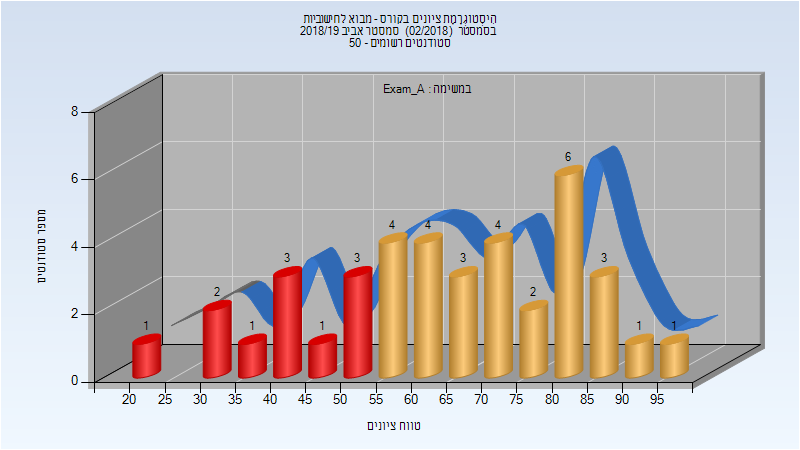 היסטוגרמת ציונים בקורס - מבוא לחישוביות
בסמסטר (02/2018) סמסטר אביב 2018/19
סטודנטים רשומים - 50
במשימה : Exam_A
מספר סטודנטים
8
6
4
2
0
1 2 1 3 1 3 4 4 3 4 2 6 3 1 1
20 25 30 35 40 45 50 55 60 65 70 75 80 85 90 95
טווח ציונים